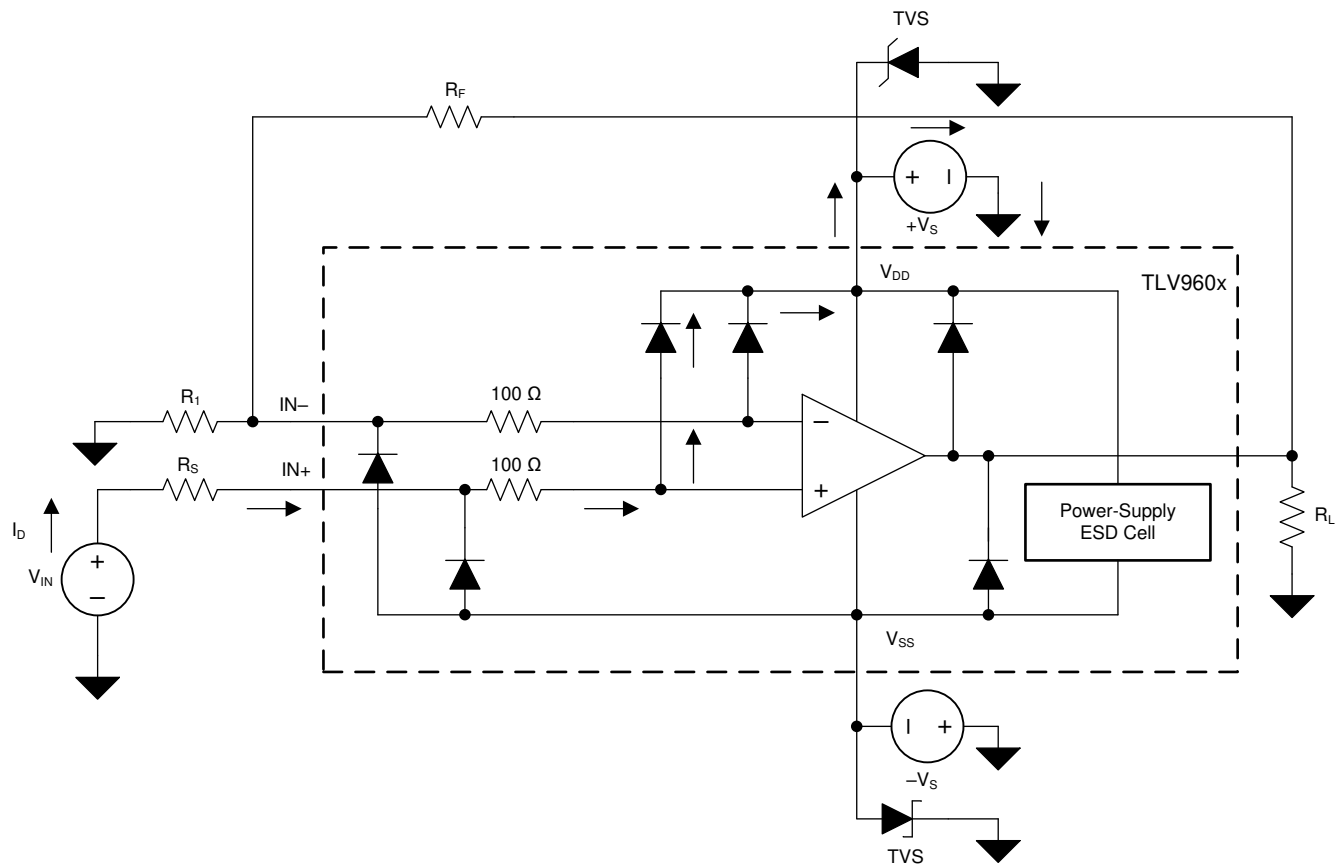 TVS
R_F
+
I
+V_S
V_DD
TLV960x
R_1
IN–
100 Ω
–
R_S
IN+
100 Ω
+
I_D
V_IN
+
–
Power-Supply
ESD Cell
R_L
V_SS
I
+
–V_S
TVS